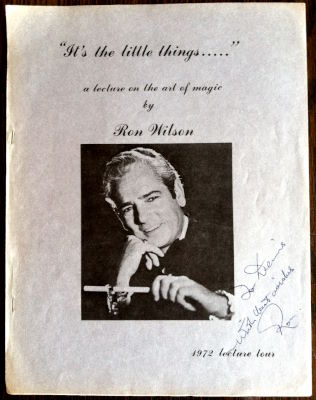 "It's the little things....."
a lecture on the art of magic
by
Ron Wilson
To Dennis
With best wishes
Ron
1972 lecture tour